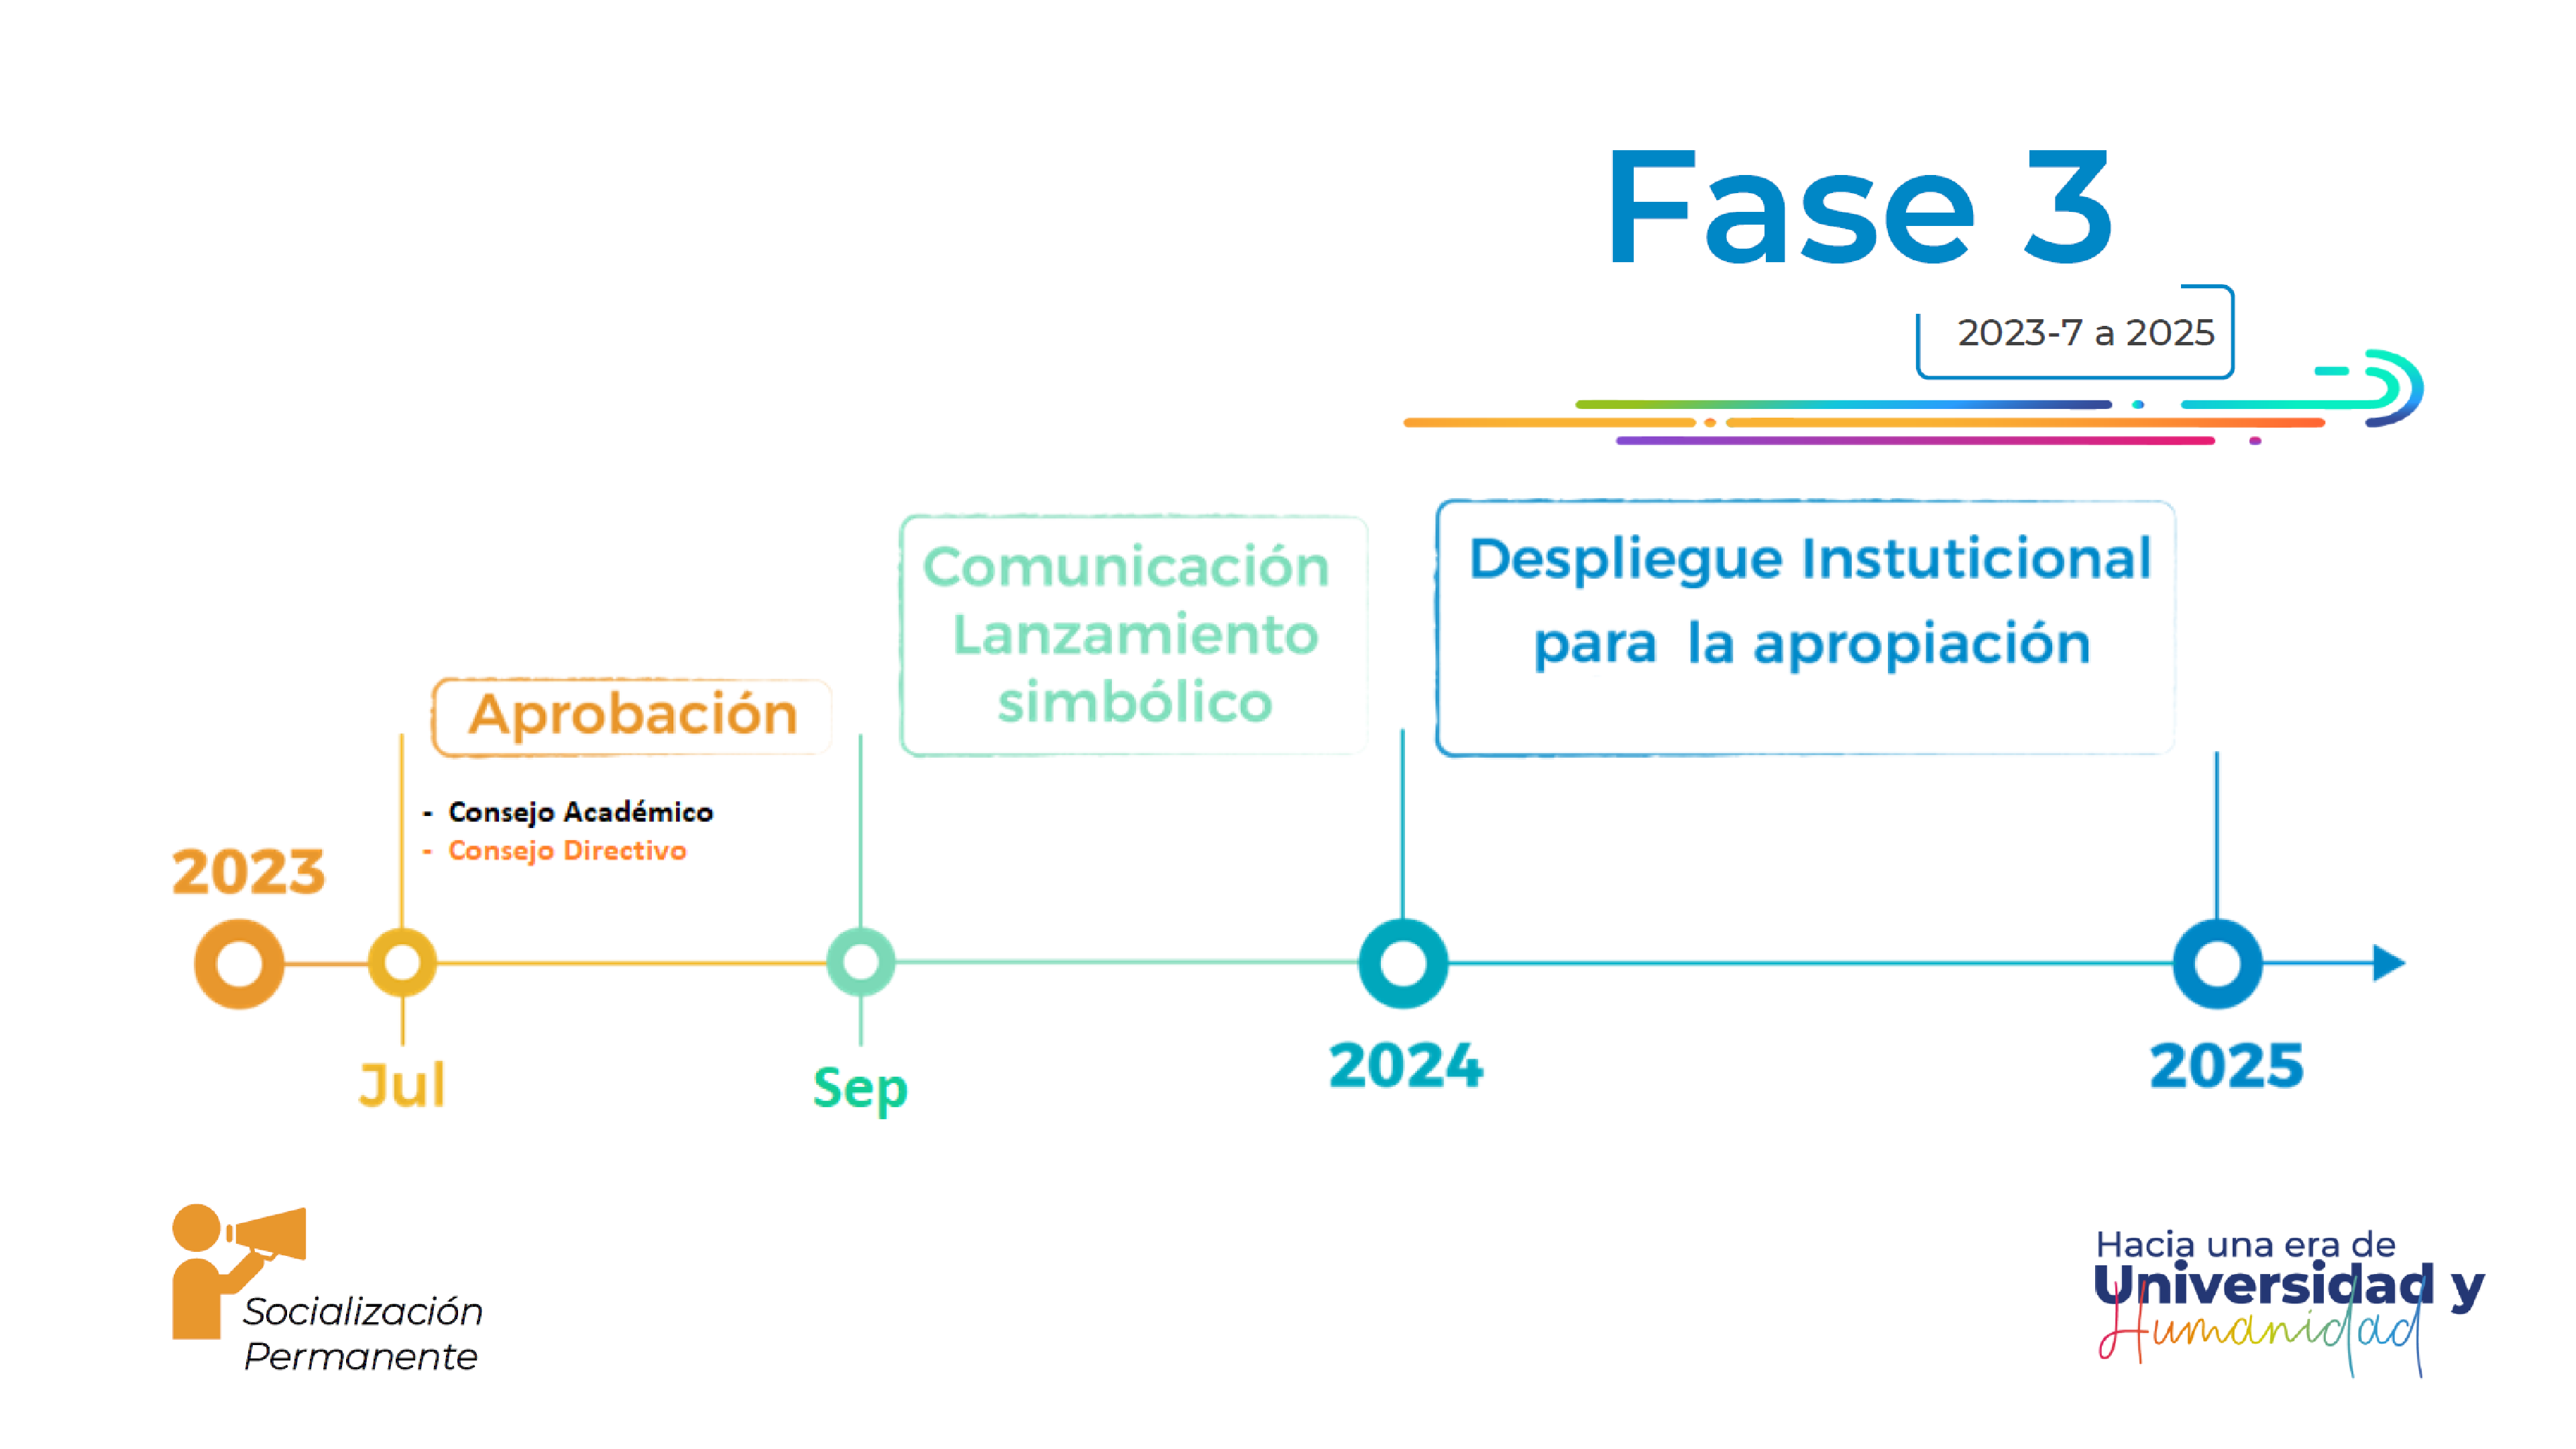 Fase 3
2023-7 a 2025
Aprobación
- Consejo Académico
- Consejo Directivo
Comunicación
Lanzamiento
simbólico
Despliegue Instuticional
para la apropiación
2023
Jul
Sep
2024
2025
Socialización
Permanente
Hacia una era de
Universidad y
Humanidad